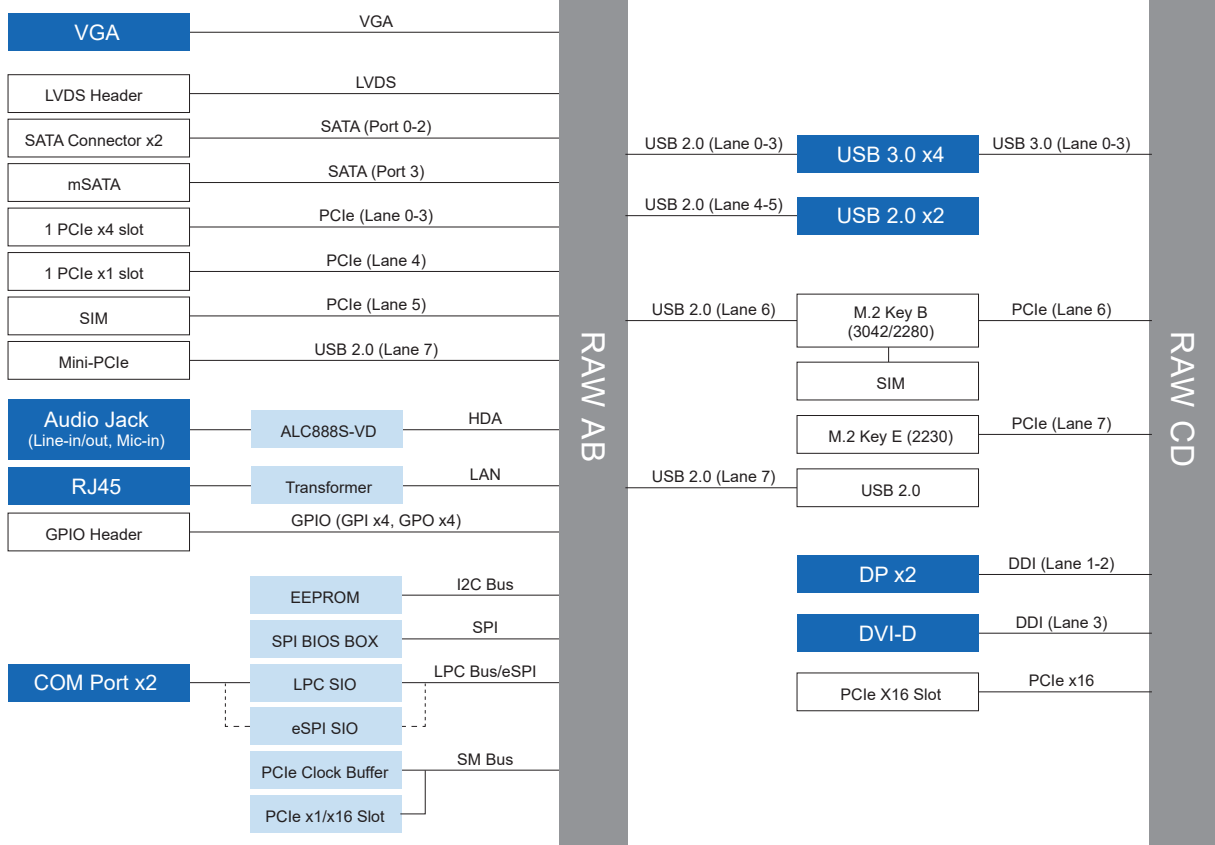 VGA
VGA
LVDS Header
LVDS
SATA Connector x2
SATA (Port 0-2)
mSATA
SATA (Port 3)
1 PCIe x4 slot
PCIe (Lane 0-3)
1 PCIe x1 slot
PCIe (Lane 4)
SIM
PCIe (Lane 5)
Mini-PCIe
USB 2.0 (Lane 7)
Audio Jack
(Line-in/out, Mic-in)
ALC888S-VD
HDA
RJ45
Transformer
LAN
GPIO Header
GPIO (GPI x4, GPO x4)
EEPROM
I2C Bus
SPI BIOS BOX
SPI
COM Port x2
LPC SIO
LPC Bus/eSPI
eSPI SIO
PCIe Clock Buffer
SM Bus
PCIe x1/x16 Slot
RAW AB
USB 2.0 (Lane 0-3)
USB 3.0 x4
USB 3.0 (Lane 0-3)
USB 2.0 (Lane 4-5)
USB 2.0 x2
USB 2.0 (Lane 6)
M.2 Key B
(3042/2280)
PCIe (Lane 6)
SIM
M.2 Key E (2230)
PCIe (Lane 7)
USB 2.0 (Lane 7)
USB 2.0
DP x2
DDI (Lane 1-2)
DVI-D
DDI (Lane 3)
PCIe X16 Slot
PCIe x16
RAW CD